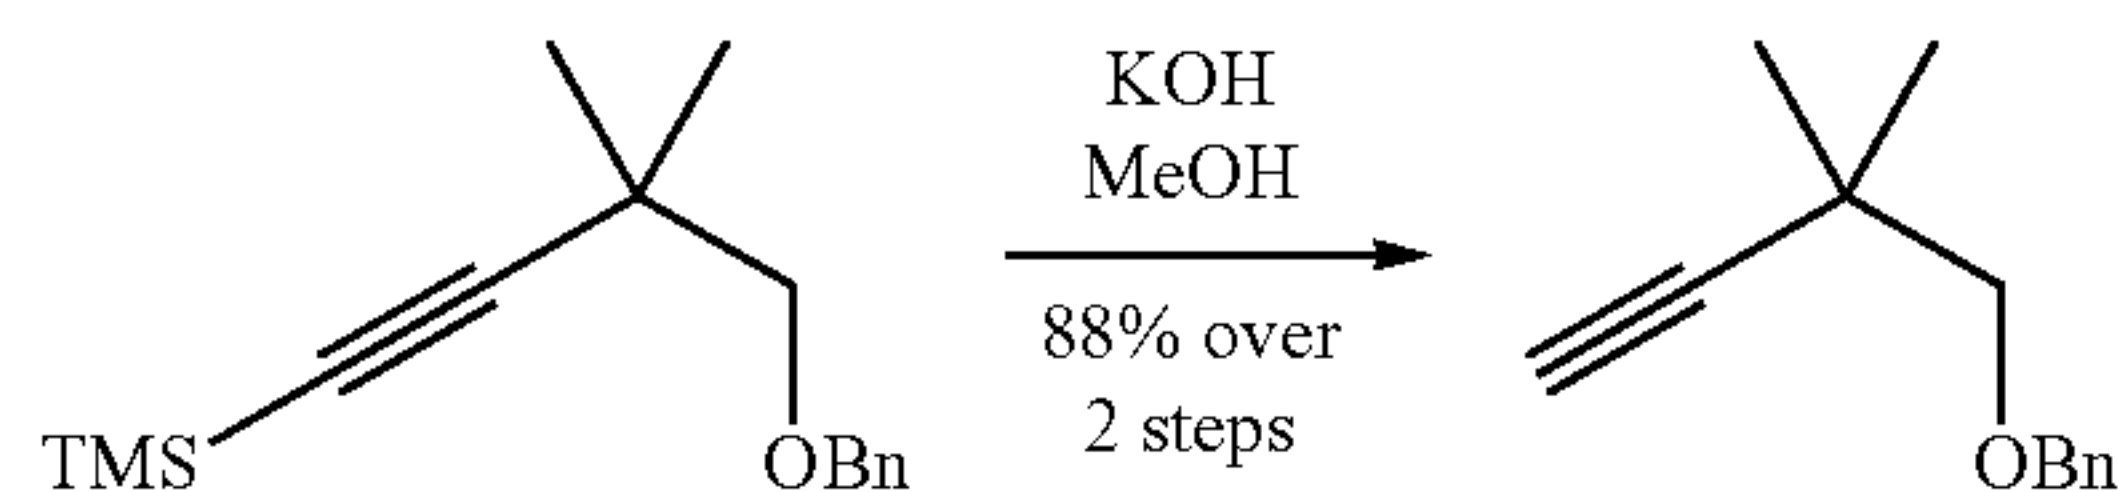 KOH
MeOH
88% over
2 steps
TMS
OBn
OBn